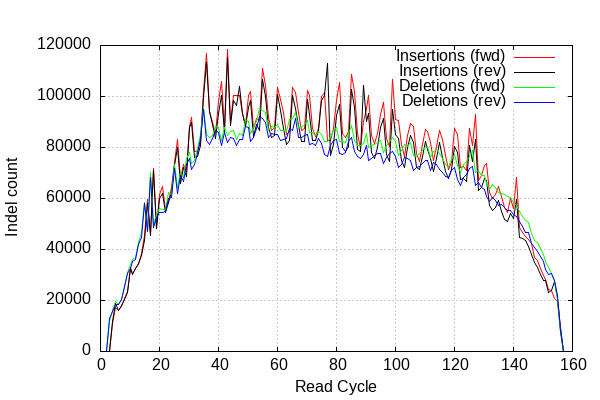 120000
100000
80000
60000
40000
20000
0
Indel count
Insertions (fwd)
Insertions (rev)
Deletions (fwd)
Deletions (rev)
0 20 40 60 80 100 120 140 160
Read Cycle